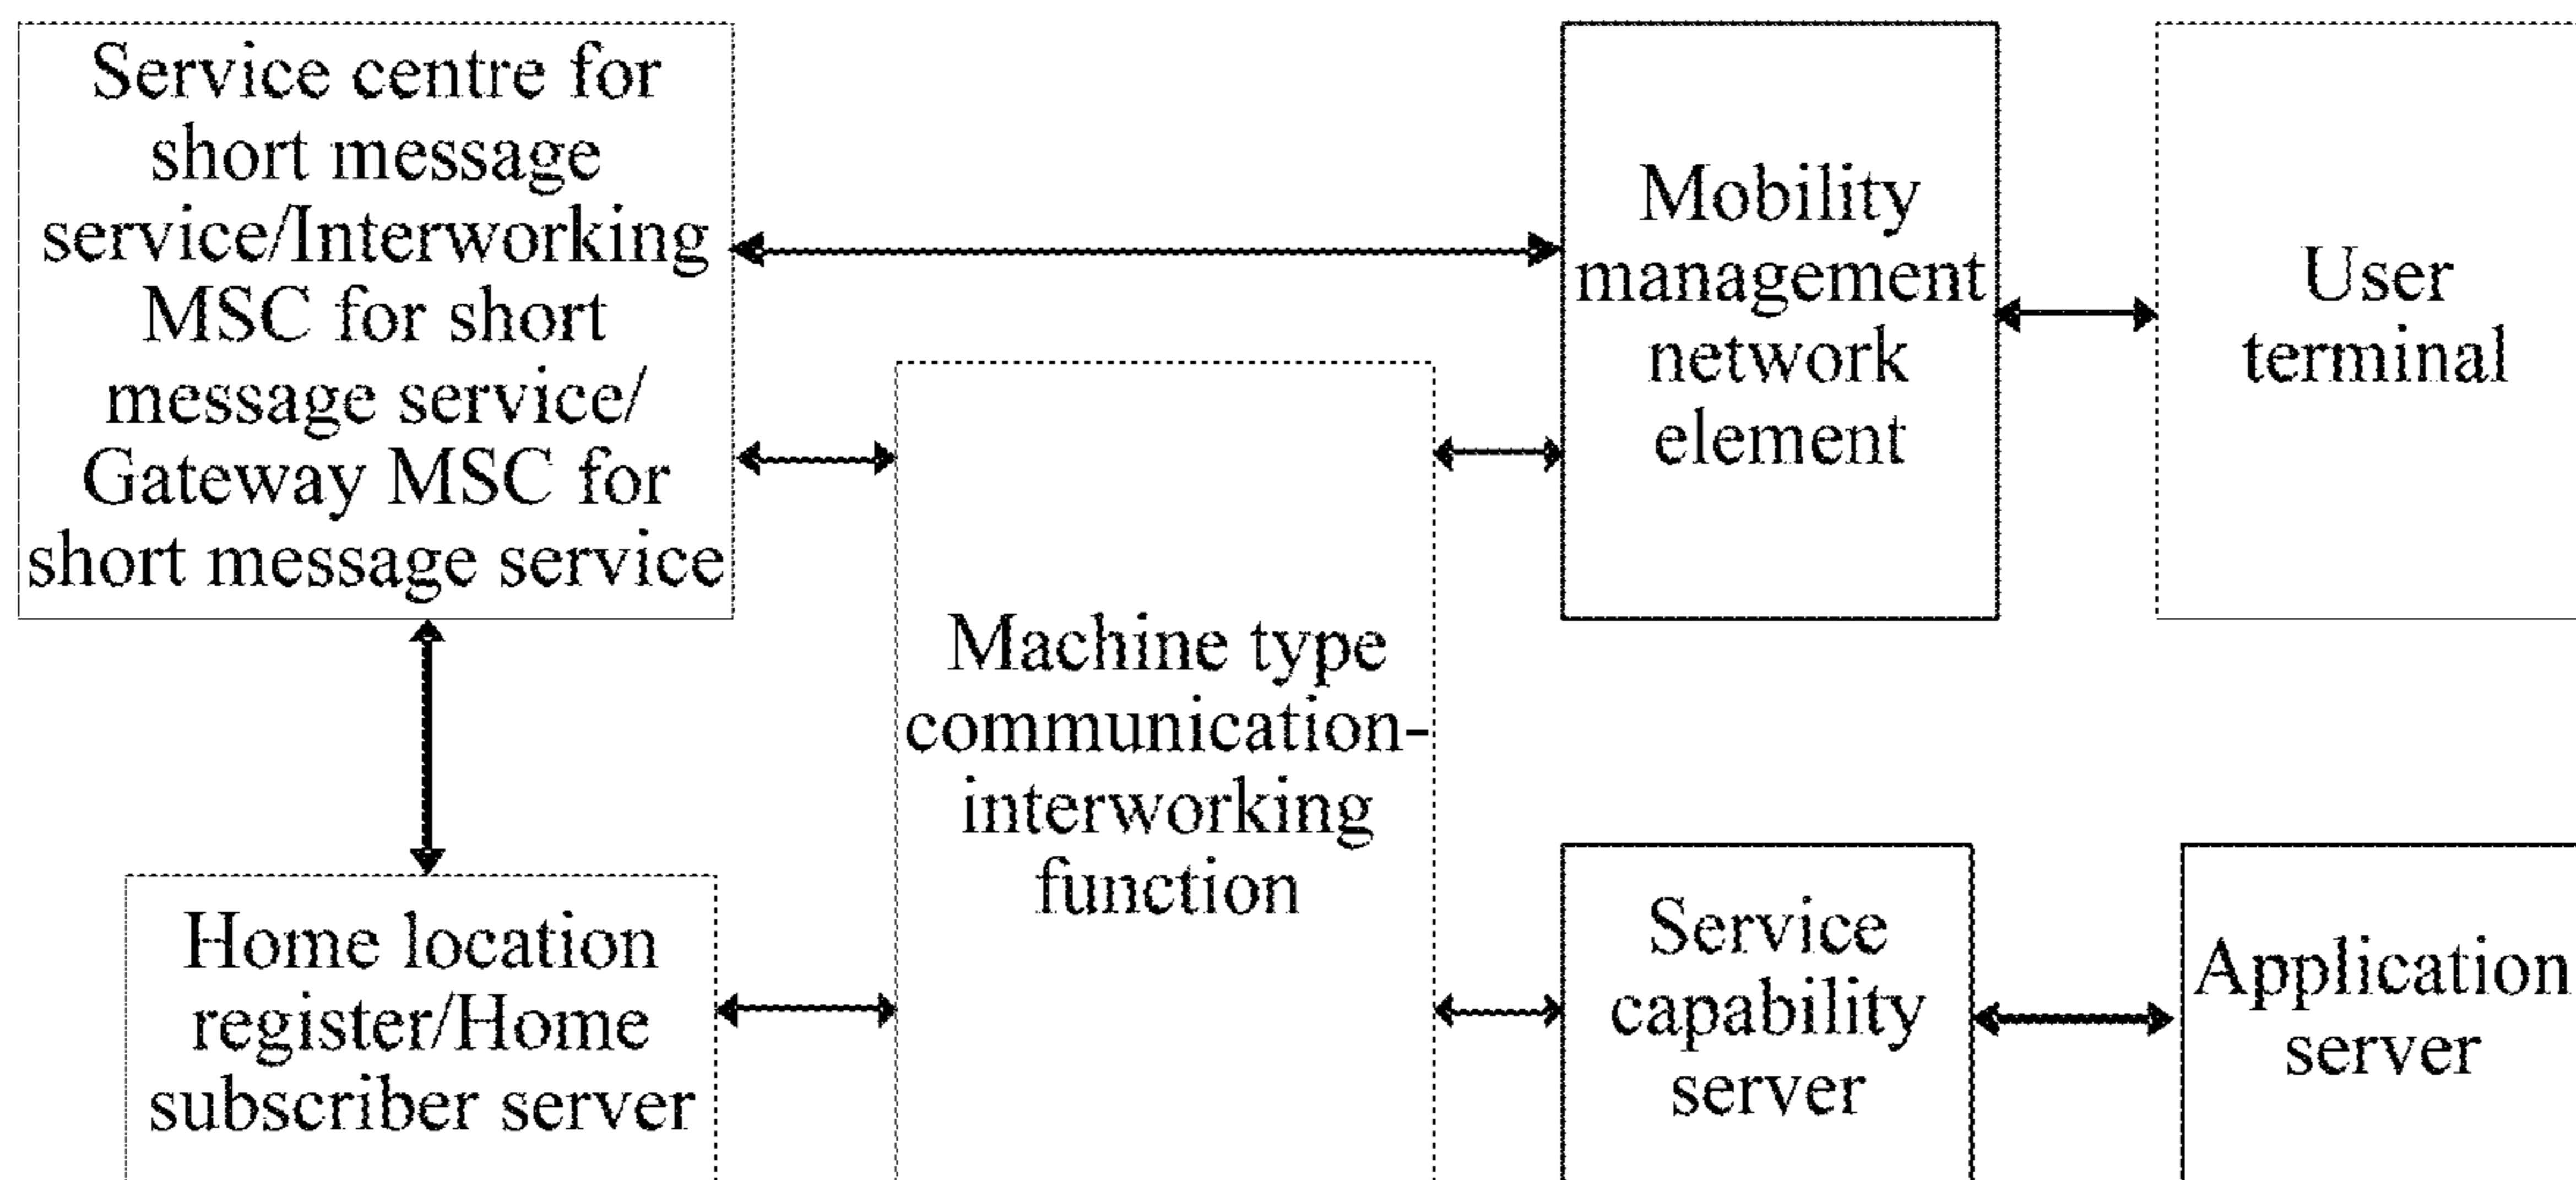 Service centre for
short message
service/Interworking
MSC for short
message service/
Gateway MSC for
short message service
Mobility
management
network
element
User
terminal
Machine type
communication-
interworking
function
Home location
register/Home
subscriber server
Service
capability
server
Application
server